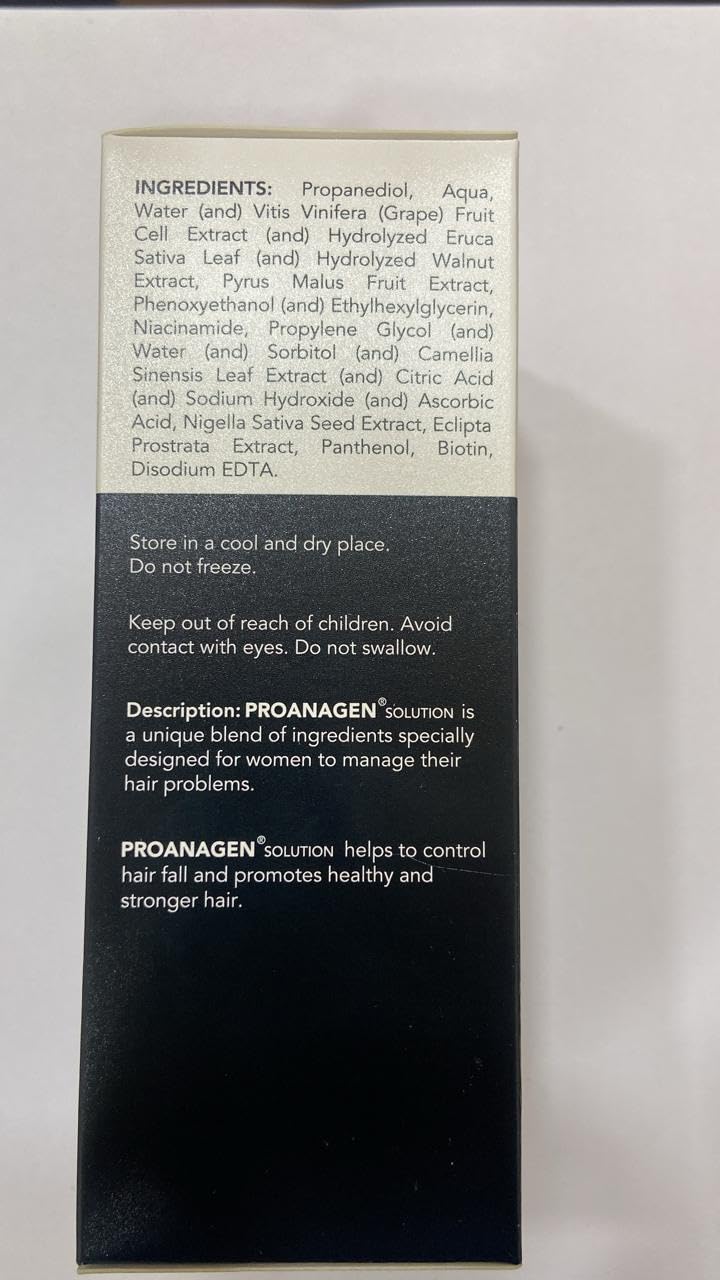 INGREDIENTS: Propanediol, Aqua,
Water (and) Vitis Vinifera (Grape) Fruit
Cell Extract (and) Hydrolyzed Eruca
Sativa Leaf (and) Hydrolyzed Walnut
Extract, Pyrus Malus Fruit Extract,
Phenoxyethanol (and) Ethylhexylglycerin,
Niacinamide, Propylene Glycol (and)
Water (and) Sorbitol (and) Camellia
Sinensis Leaf Extract (and) Citric Acid
(and) Sodium Hydroxide (and) Ascorbic
Acid, Nigella Sativa Seed Extract, Eclipta
Prostrata Extract, Panthenol, Biotin,
Disodium EDTA.
Store in a cool and dry place.
Do not freeze.
Keep out of reach of children. Avoid
contact with eyes. Do not swallow.
Description: PROANAGEN® SOLUTION is
a unique blend of ingredients specially
designed for women to manage their
hair problems.
PROANAGEN® SOLUTION helps to control
hair fall and promotes healthy and
stronger hair.